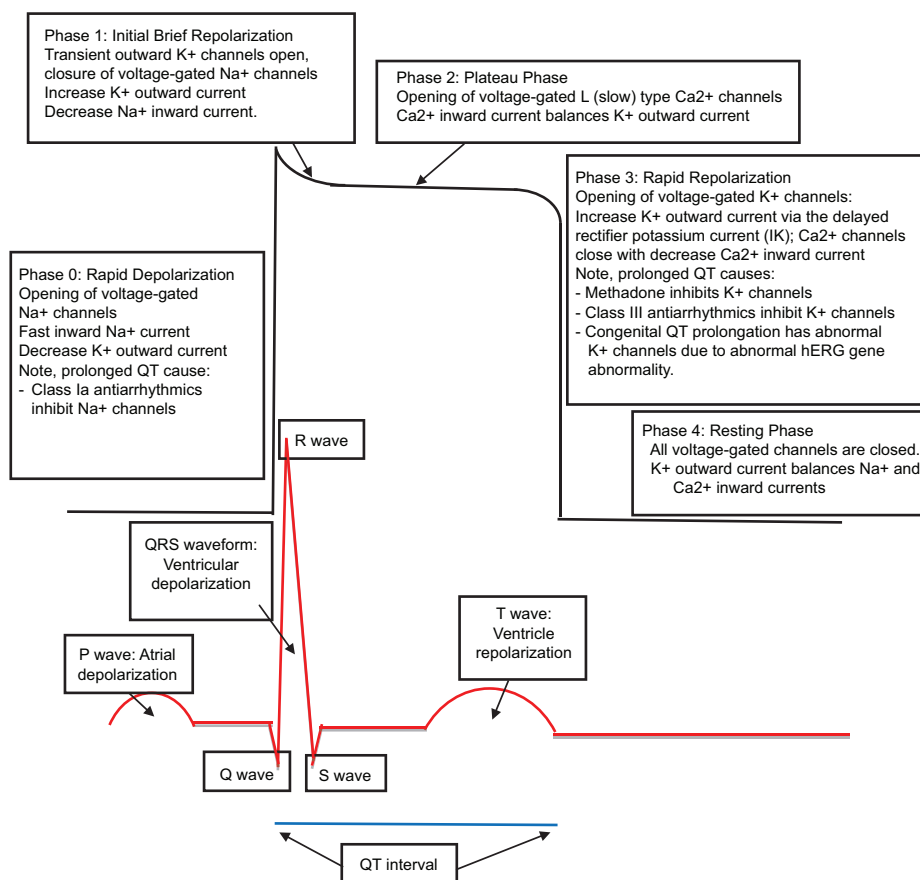 Phase 1: Initial Brief Repolarization
Transient outward K+ channels open,
closure of voltage-gated Na+ channels
Increase K+ outward current
Decrease Na+ inward current.
Phase 2: Plateau Phase
Opening of voltage-gated L (slow) type Ca2+ channels
Ca2+ inward current balances K+ outward current
Phase 3: Rapid Repolarization
Opening of voltage-gated K+ channels:
Increase K+ outward current via the delayed
rectifier potassium current (IK); Ca2+ channels
close with decrease Ca2+ inward current
Note, prolonged QT causes:
- Methadone inhibits K+ channels
- Class III antiarrhythmics inhibit K+ channels
- Congenital QT prolongation has abnormal
K+ channels due to abnormal hERG gene
abnormality.
Phase 0: Rapid Depolarization
Opening of voltage-gated
Na+ channels
Fast inward Na+ current
Decrease K+ outward current
Note, prolonged QT cause:
- Class Ia antiarrhythmics
inhibit Na+ channels
Phase 4: Resting Phase
All voltage-gated channels are closed.
K+ outward current balances Na+ and
Ca2+ inward currents
R wave
QRS waveform:
Ventricular
depolarization
T wave:
Ventricle
repolarization
P wave: Atrial
depolarization
Q wave
S wave
QT interval